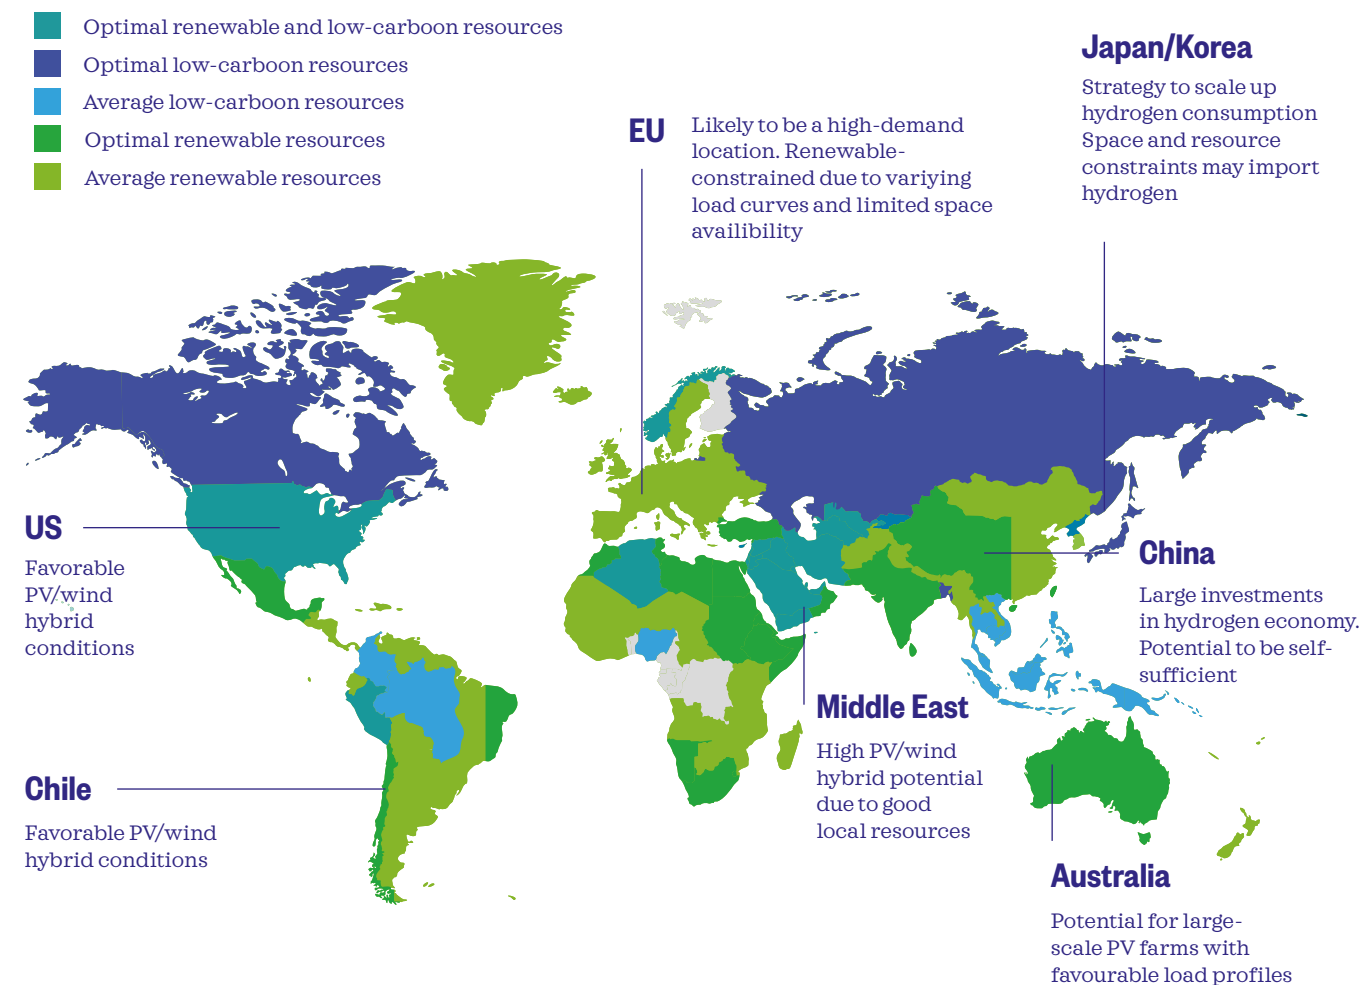 Optimal renewable and low-carboon resources
Optimal low-carboon resources
Average low-carboon resources
Optimal renewable resources
Average renewable resources
EU
Likely to be a high-demand
location. Renewable-
constrained due to variying
load curves and limited space
availibility
Japan/Korea
Strategy to scale up
hydrogen consumption
Space and resource
constraints may import
hydrogen
US
Favorable
PV/wind
hybrid
conditions
China
Large investments
in hydrogen economy.
Potential to be self-
sufficient
Middle East
High PV/wind
hybrid potential
due to good
local resources
Chile
Favorable PV/wind
hybrid conditions
Australia
Potential for large-
scale PV farms with
favourable load profiles